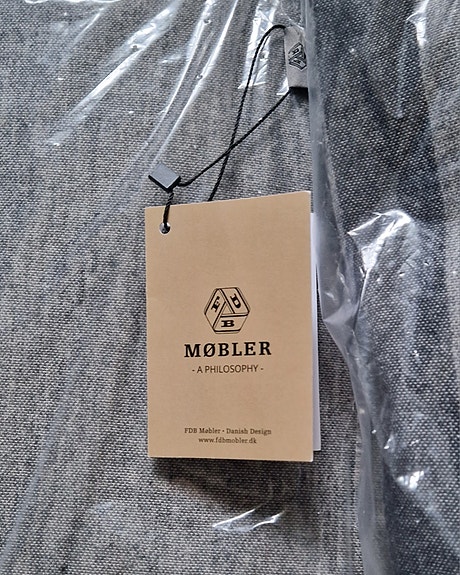 F D B
MØBLER
- A PHILOSOPHY -
FDB Møbler • Danish Design
www.fdbmobler.dk